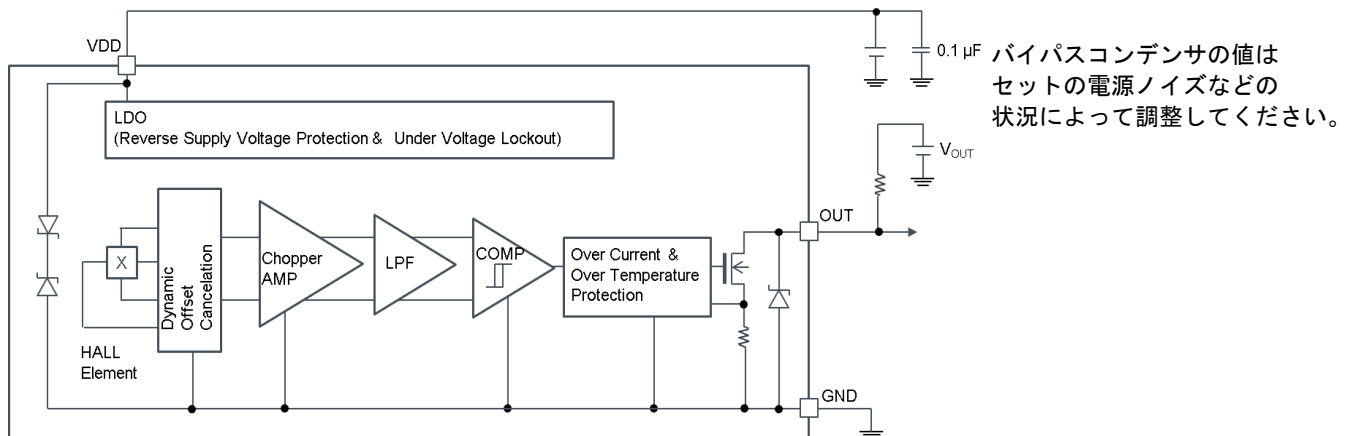 VDD
0.1 µF
バイパスコンデンサの値は
セットの電源ノイズなどの
状況によって調整してください。
LDO
(Reverse Supply Voltage Protection & Under Voltage Lockout)
VOUT
OUT
X
Dynamic
Offset
Cancelation
Chopper
AMP
LPF
COMP
Over Current &
Over Temperature
Protection
HALL
Element
GND